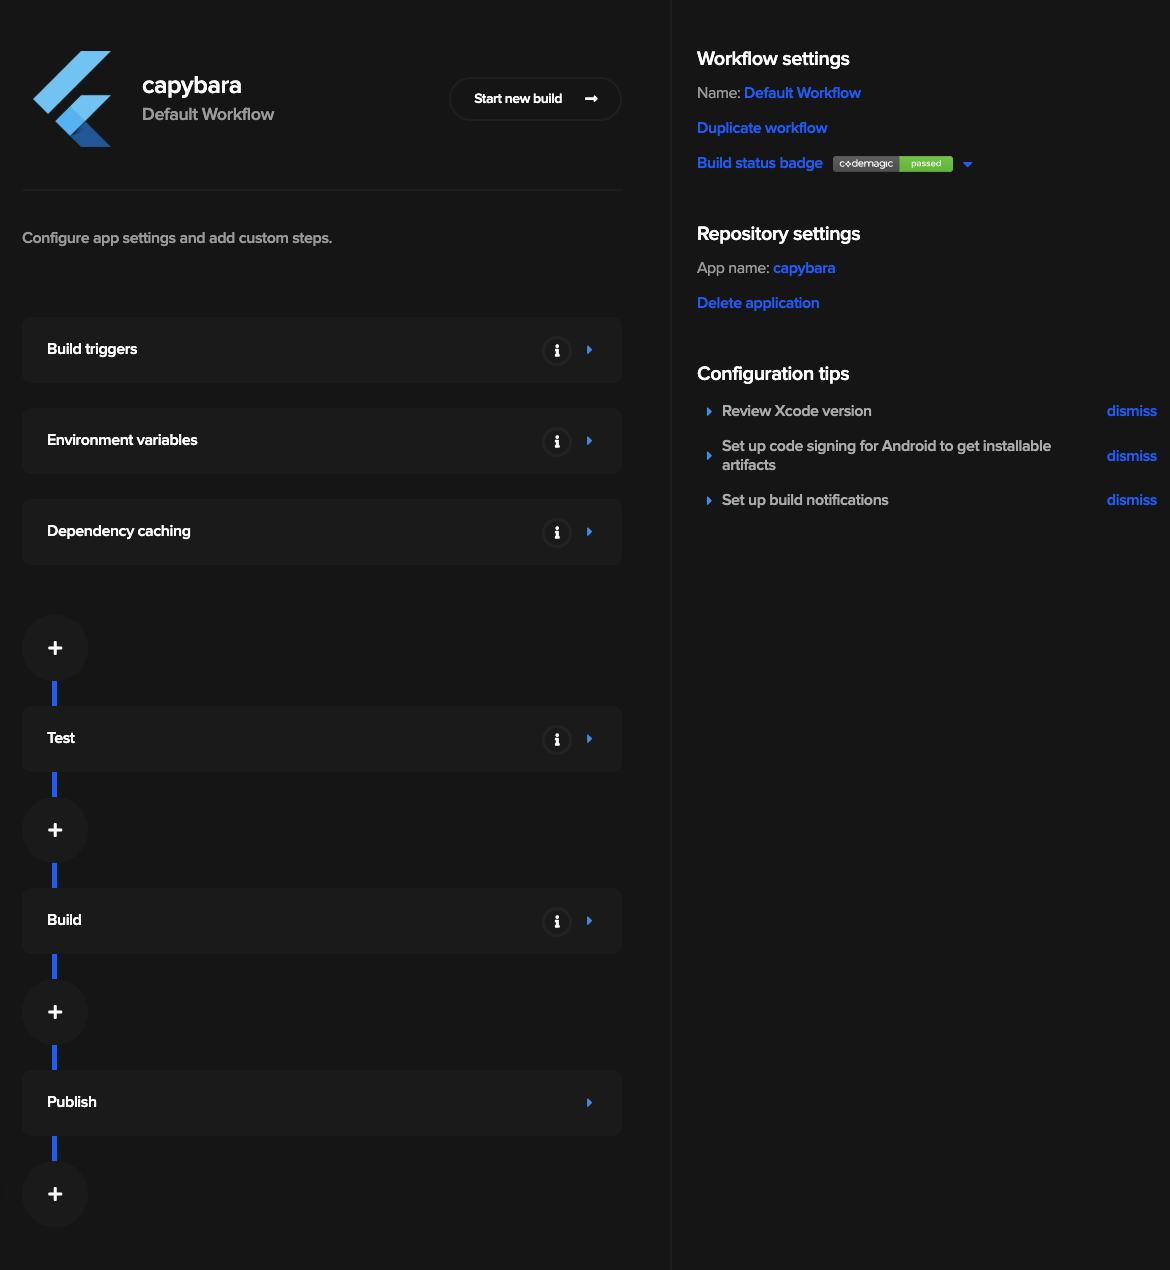 capybara
Default Workflow
Start new build
Configure app settings and add custom steps.
Build triggers
Environment variables
Dependency caching
Test
Build
Publish
Workflow settings
Name: Default Workflow
Duplicate workflow
Build status badge codemagic passed
Repository settings
App name: capybara
Delete application
Configuration tips
Review Xcode version dismiss
Set up code signing for Android to get installable
artifacts dismiss
Set up build notifications dismiss